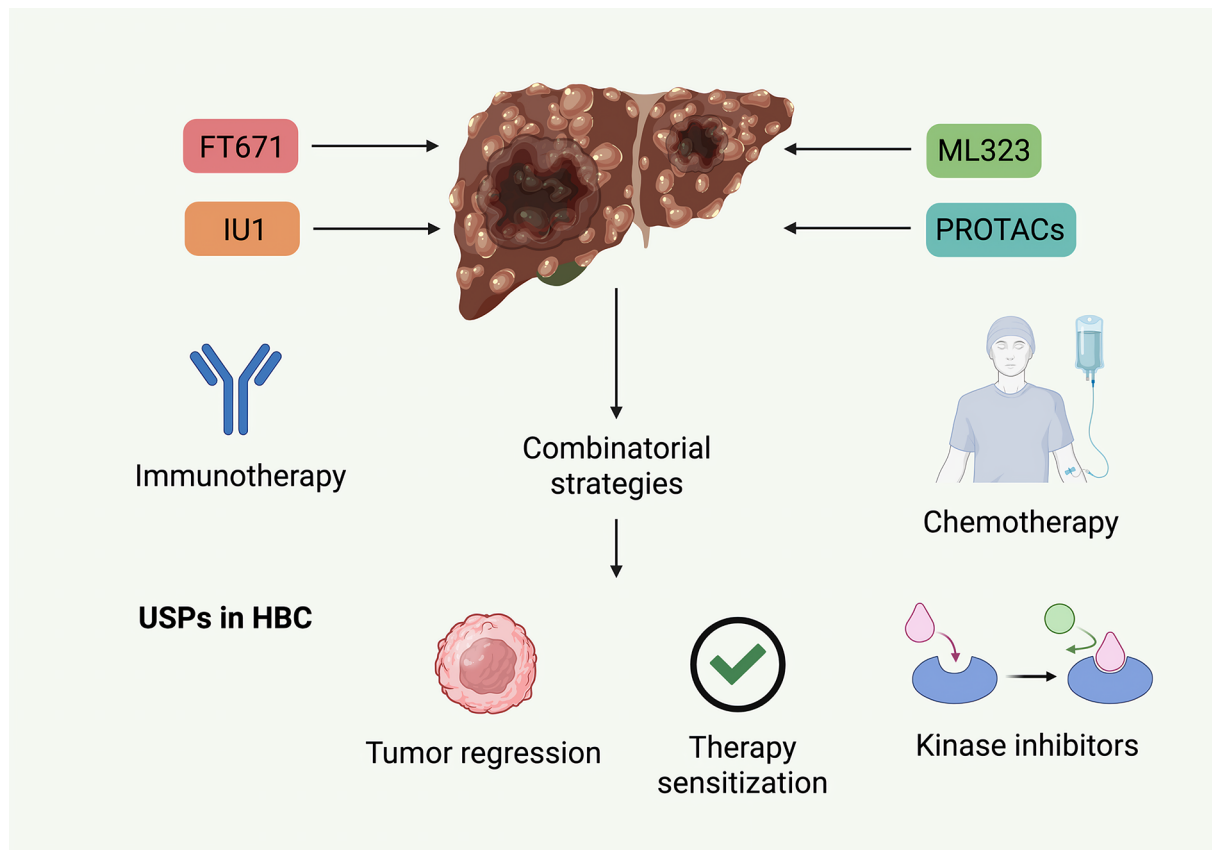 FT671
IU1
ML323
PROTACs
Immunotherapy
Combinatorial
strategies
Chemotherapy
USPs in HBC
Tumor regression
Therapy
sensitization
Kinase inhibitors